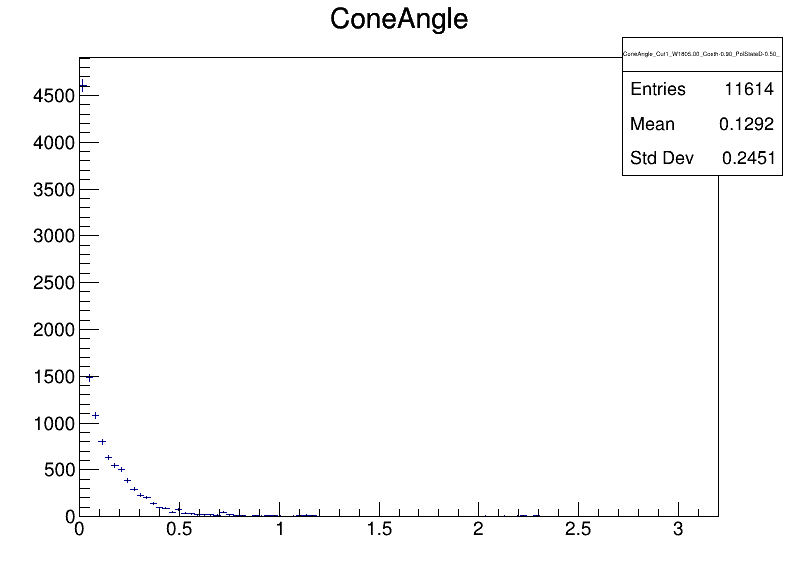 ConeAngle
ConeAngle_Cut1_W1805.00_Costh-0.90_PolStateD-0.50_
Entries 11614
Mean 0.1292
Std Dev 0.2451
4500
4000
3500
3000
2500
2000
1500
1000
500
0
0 0.5 1 1.5 2 2.5 3